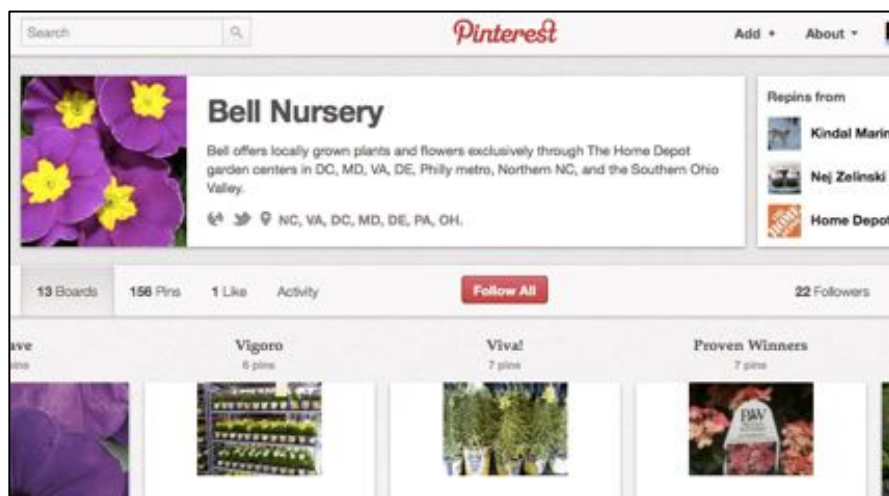 Search
Pinterest
Add +
About
Bell Nursery
Bell offers locally grown plants and flowers exclusively through The Home Depot
garden centers in DC, MD, VA, DE, Philly metro, Northern NC, and the Southern Ohio
Valley.
NC, VA, DC, MD, DE, PA, OH.
Repins from
Kindal Marin
Nej Zelinski
Home Depot
13 Boards
156 Pins
1 Like
Activity
Follow All
22 Followers
ave
ins
Vigoro
6 pins
Viva!
7 pins
Proven Winners
7 pins
PW